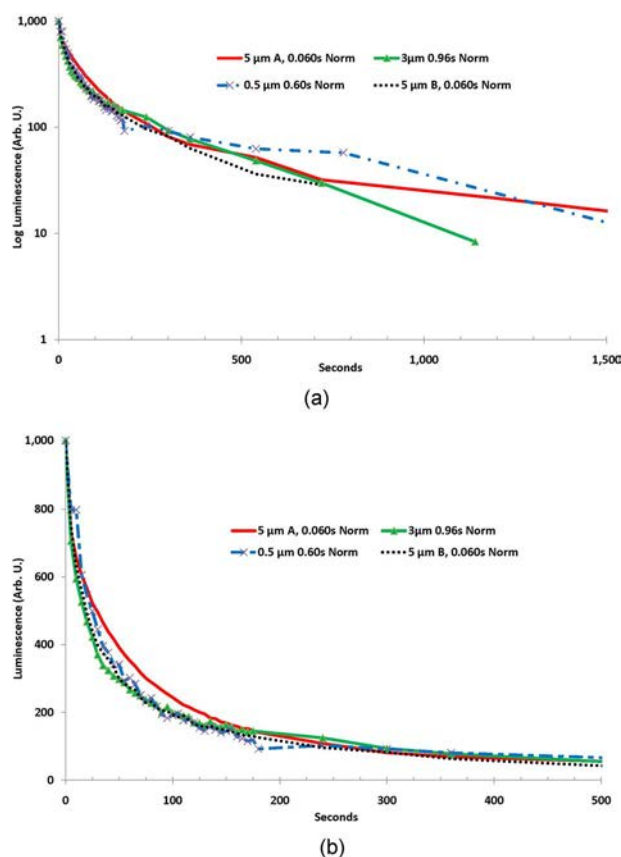 1,000
5 µm A, 0.060s Norm
3µm 0.96s Norm
0.5 µm 0.60s Norm
5 µm B, 0.060s Norm
100
10
1
Log Luminescence (Arb. U.)
0
500
1,000
1,500
Seconds
(a)
1,000
800
5 µm A, 0.060s Norm
3µm 0.96s Norm
0.5 µm 0.60s Norm
5 µm B, 0.060s Norm
600
400
200
0
Luminescence (Arb. U.)
0
100
200
300
400
500
Seconds
(b)